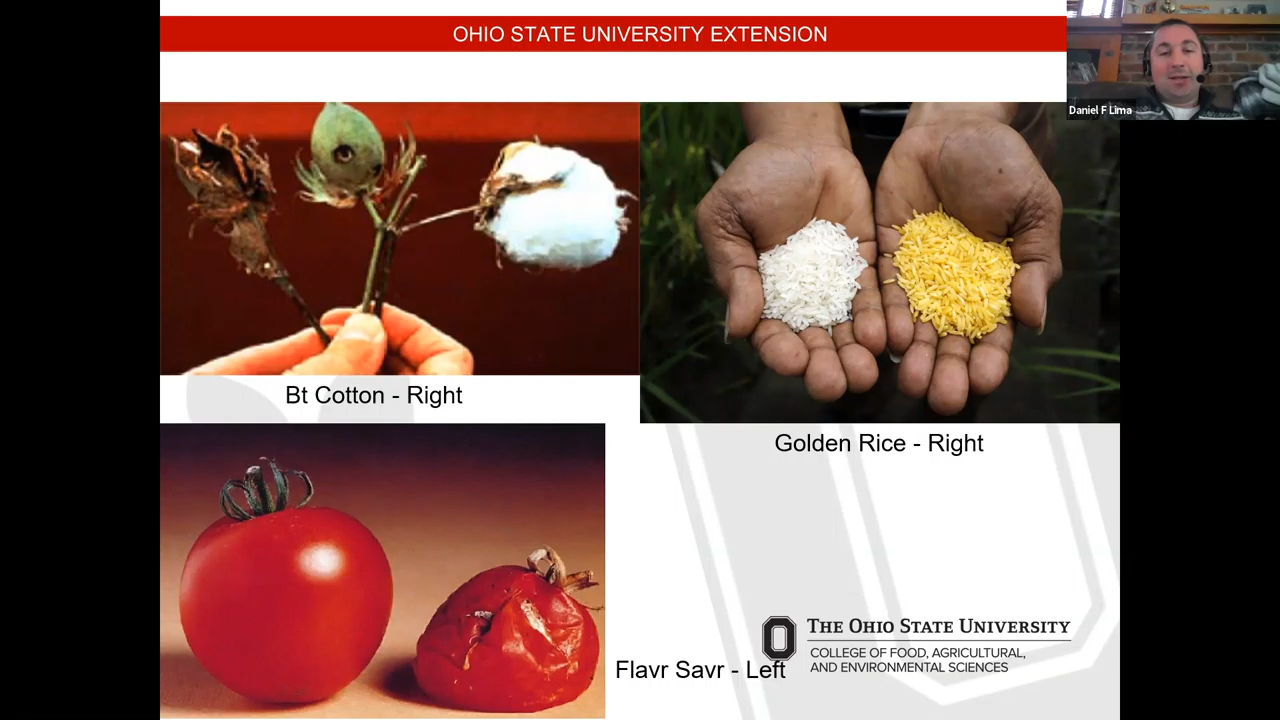 OHIO STATE UNIVERSITY EXTENSION
Daniel F Lima
Bt Cotton - Right
Golden Rice - Right
Flavr Savr - Left
THE OHIO STATE UNIVERSITY
COLLEGE OF FOOD, AGRICULTURAL,
AND ENVIRONMENTAL SCIENCES